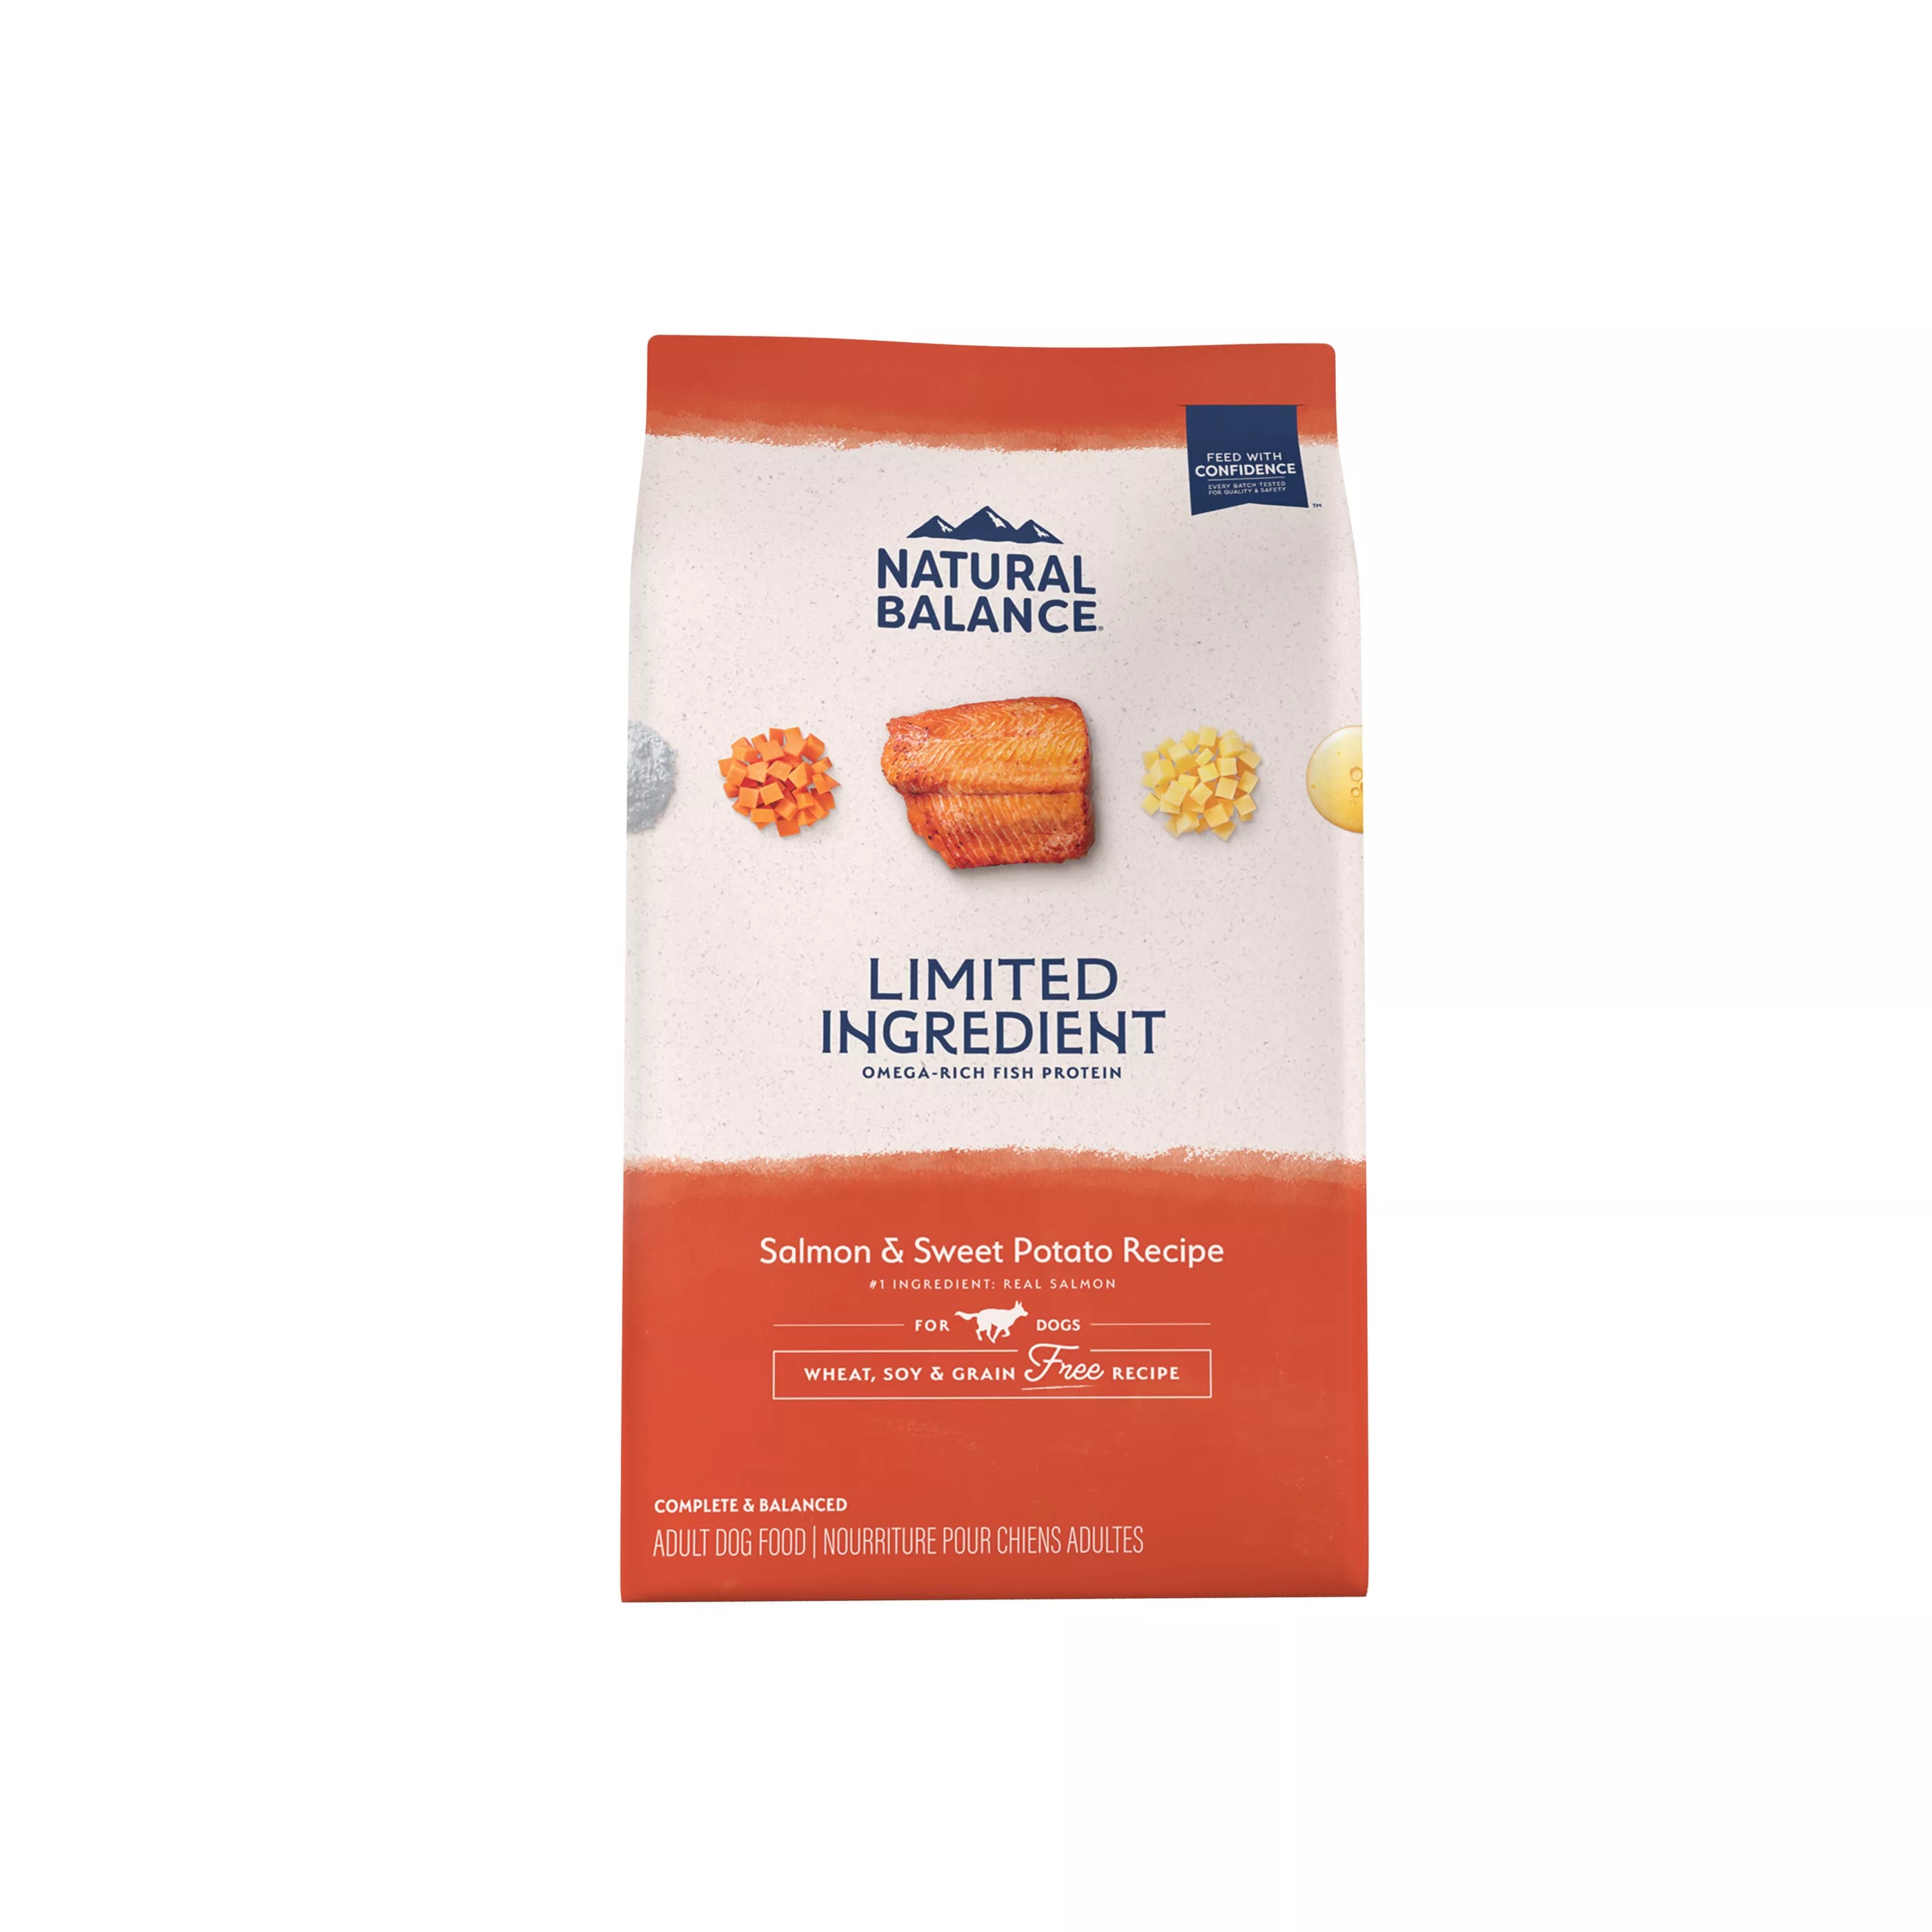 FEED WITH
CONFIDENCE
EVERY BATCH TESTED
FOR QUALITY & SAFETY
™
NATURAL
BALANCE®
LIMITED
INGREDIENT
OMEGA-RICH FISH PROTEIN
Salmon & Sweet Potato Recipe
#1 INGREDIENT: REAL SALMON
FOR DOGS
WHEAT, SOY & GRAIN Free RECIPE
COMPLETE & BALANCED
ADULT DOG FOOD | NOURRITURE POUR CHIENS ADULTES